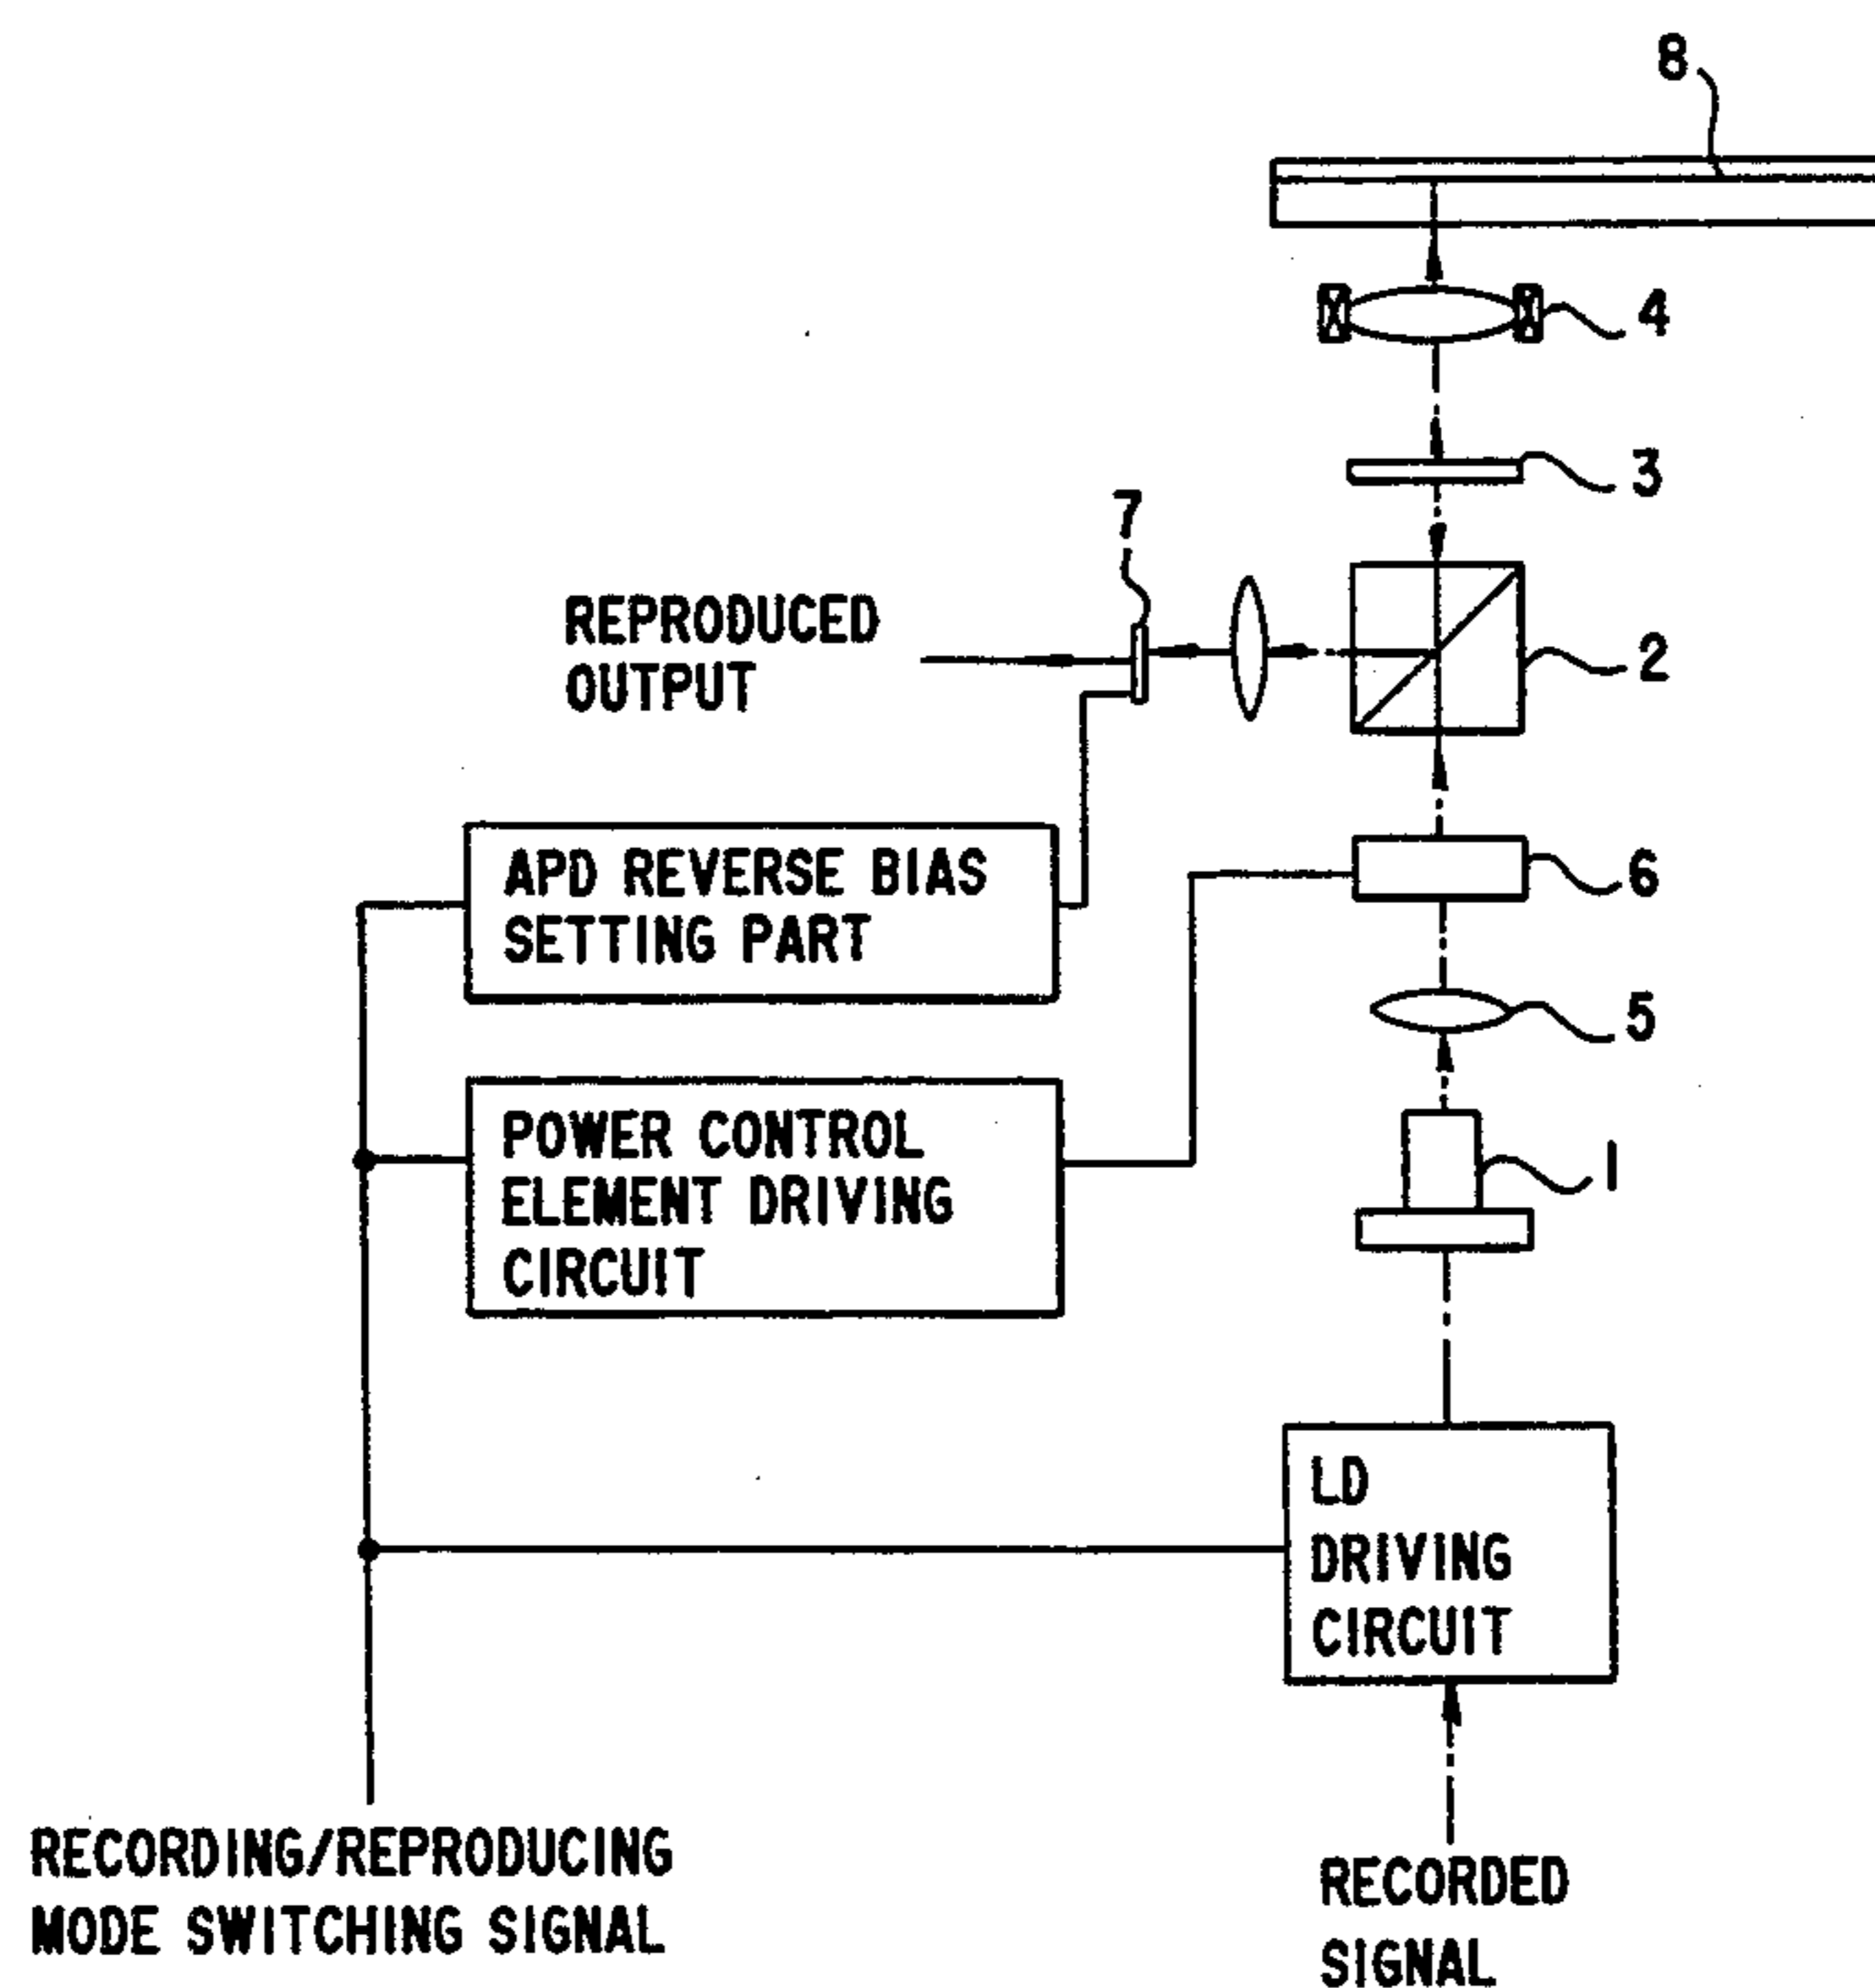 8
4
3
7
REPRODUCED
OUTPUT
2
APD REVERSE BIAS
SETTING PART
6
5
POWER CONTROL
ELEMENT DRIVING
CIRCUIT
1
LD
DRIVING
CIRCUIT
RECORDING/REPRODUCING
MODE SWITCHING SIGNAL
RECORDED
SIGNAL